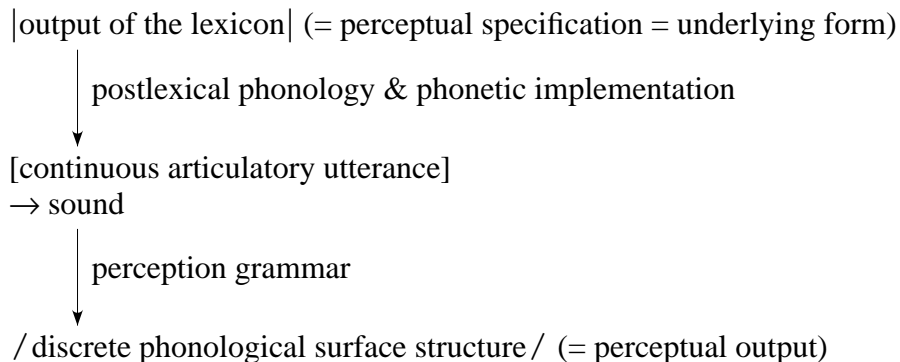 |output of the lexicon| (= perceptual specification = underlying form)
postlexical phonology & phonetic implementation
[continuous articulatory utterance]
→ sound
perception grammar
/discrete phonological surface structure/ (= perceptual output)